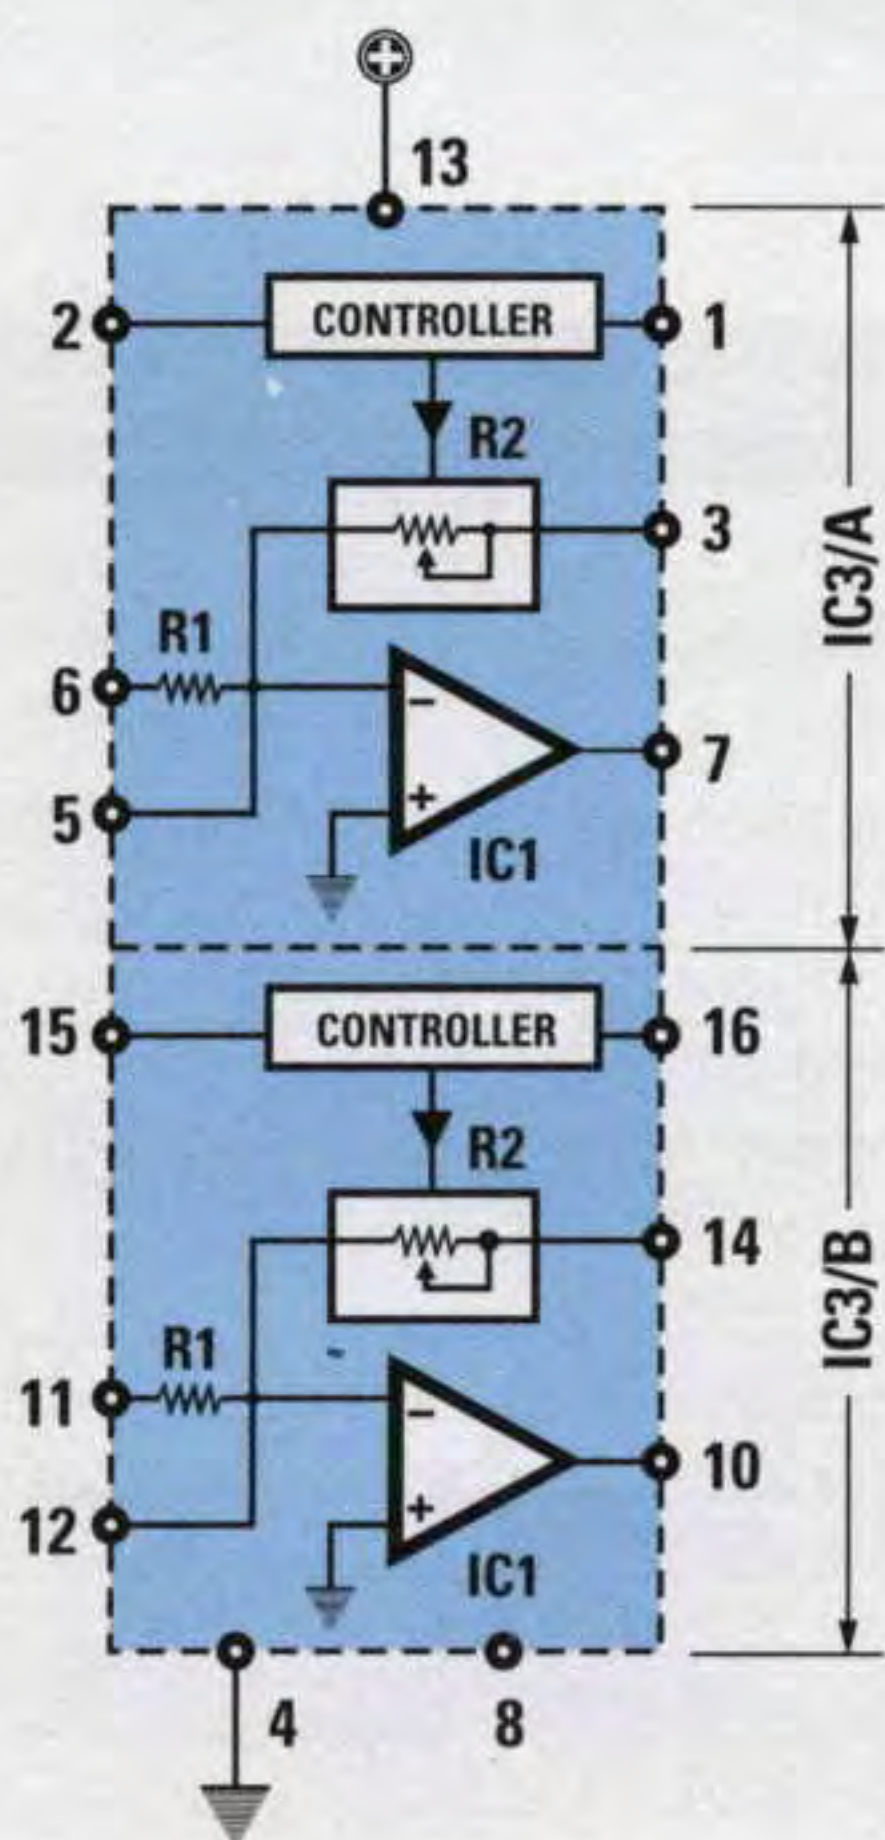 13
2
CONTROLLER
1
R2
3
IC3/A
R1
6
−
7
5
+
IC1
15
CONTROLLER
16
R2
14
IC3/B
R1
11
−
10
12
+
IC1
4
8